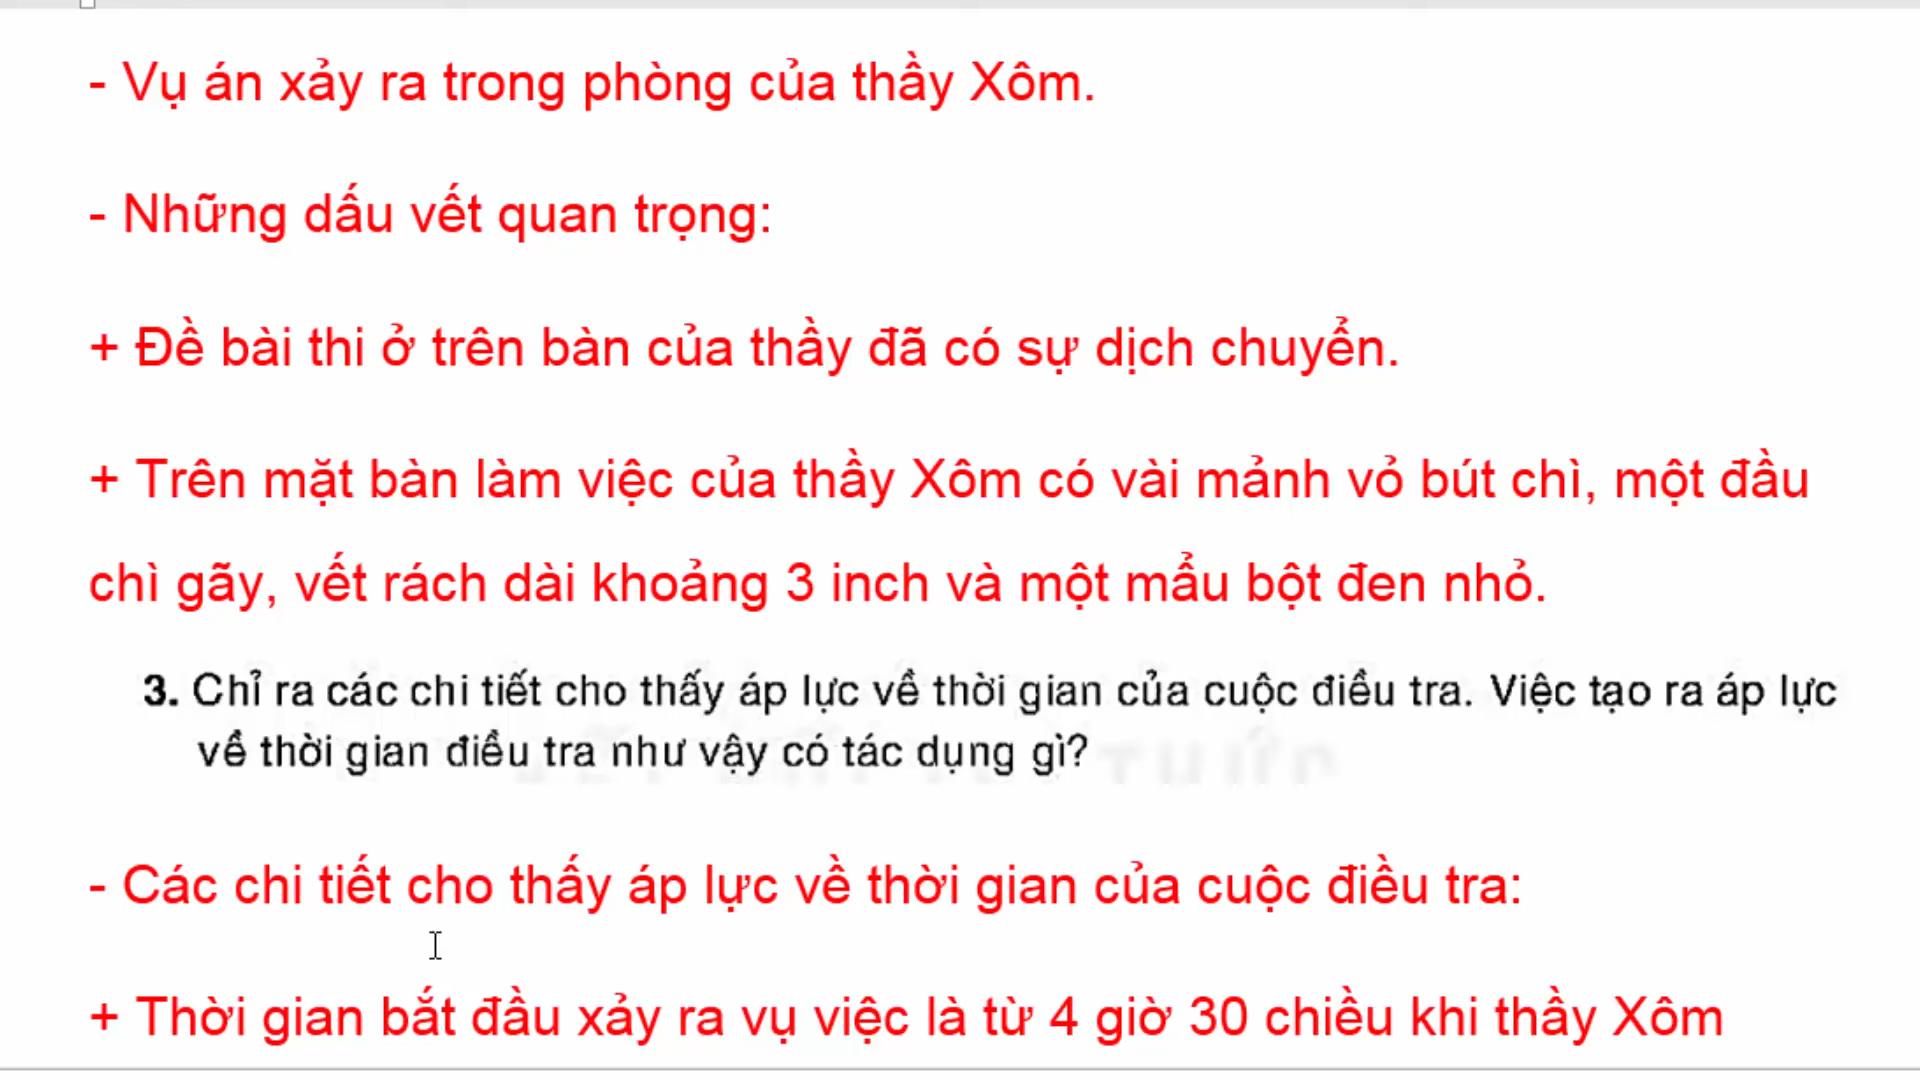 - Vụ án xảy ra trong phòng của thầy Xôm.
- Những dấu vết quan trọng:
+ Đề bài thi ở trên bàn của thầy đã có sự dịch chuyển.
+ Trên mặt bàn làm việc của thầy Xôm có vài mảnh vỏ bút chì, một đầu
chì gãy, vết rách dài khoảng 3 inch và một mẩu bột đen nhỏ.
3. Chỉ ra các chi tiết cho thấy áp lực về thời gian của cuộc điều tra. Việc tạo ra áp lực
về thời gian điều tra như vậy có tác dụng gì?
- Các chi tiết cho thấy áp lực về thời gian của cuộc điều tra:
+ Thời gian bắt đầu xảy ra vụ việc là từ 4 giờ 30 chiều khi thầy Xôm